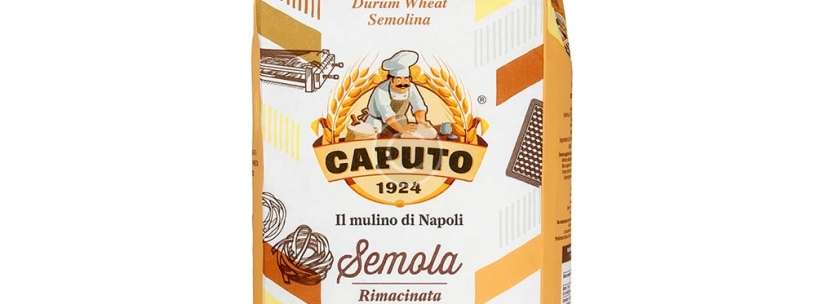 Durum Wheat
Semolina
®
CAPUTO
1924
Il mulino di Napoli
Semola
Rimacinata